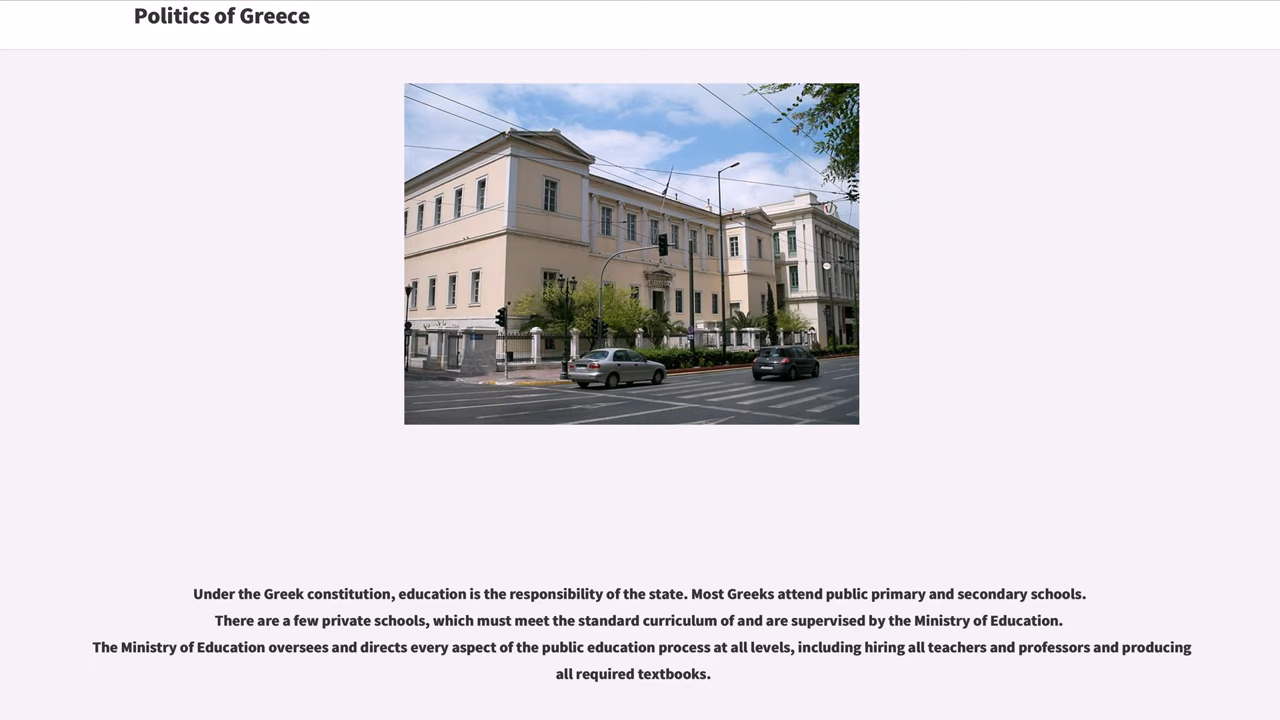 Politics of Greece
Under the Greek constitution, education is the responsibility of the state. Most Greeks attend public primary and secondary schools.
There are a few private schools, which must meet the standard curriculum of and are supervised by the Ministry of Education.
The Ministry of Education oversees and directs every aspect of the public education process at all levels, including hiring all teachers and professors and producing
all required textbooks.